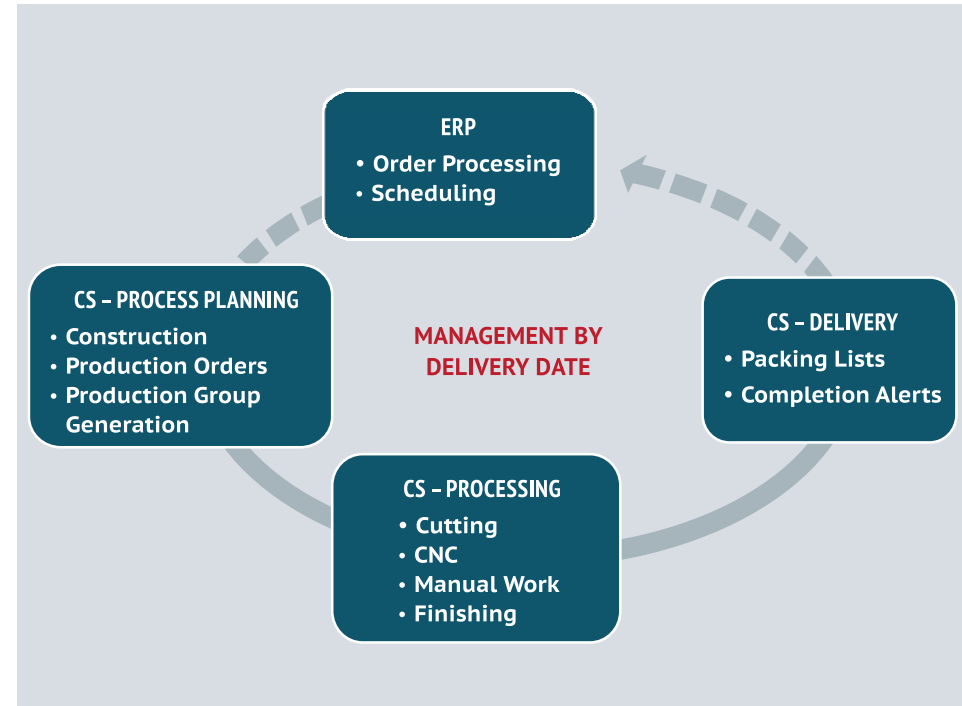 ERP
• Order Processing
• Scheduling
CS – PROCESS PLANNING
• Construction
• Production Orders
• Production Group
Generation
MANAGEMENT BY
DELIVERY DATE
CS – DELIVERY
• Packing Lists
• Completion Alerts
CS – PROCESSING
• Cutting
• CNC
• Manual Work
• Finishing